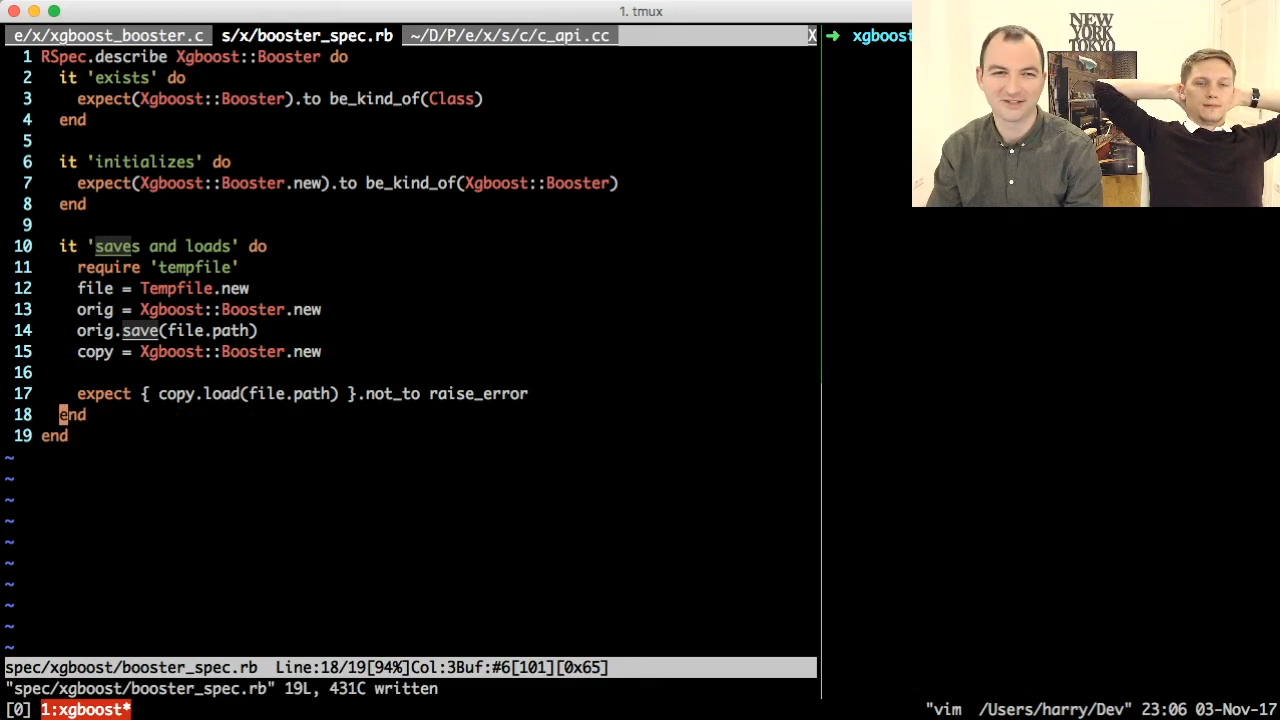 1. tmux
e/x/xgboost_booster.c s/x/booster_spec.rb ~/D/P/e/x/s/c/c_api.cc X
1 RSpec.describe Xgboost::Booster do
2 it 'exists' do
3 expect(Xgboost::Booster).to be_kind_of(Class)
4 end
5
6 it 'initializes' do
7 expect(Xgboost::Booster.new).to be_kind_of(Xgboost::Booster)
8 end
9
10 it 'saves and loads' do
11 require 'tempfile'
12 file = Tempfile.new
13 orig = Xgboost::Booster.new
14 orig.save(file.path)
15 copy = Xgboost::Booster.new
16
17 expect { copy.load(file.path) }.not_to raise_error
18 end
19 end
~
~
~
~
~
~
~
~
~
~
spec/xgboost/booster_spec.rb Line:18/19[94%]Col:3Buf:#6[101][0x65]
"spec/xgboost/booster_spec.rb" 19L, 431C written
[0] 1:xgboost*
"vim /Users/harry/Dev" 23:06 03-Nov-17
➜ xgboost
NEW
YORK
TOKYO